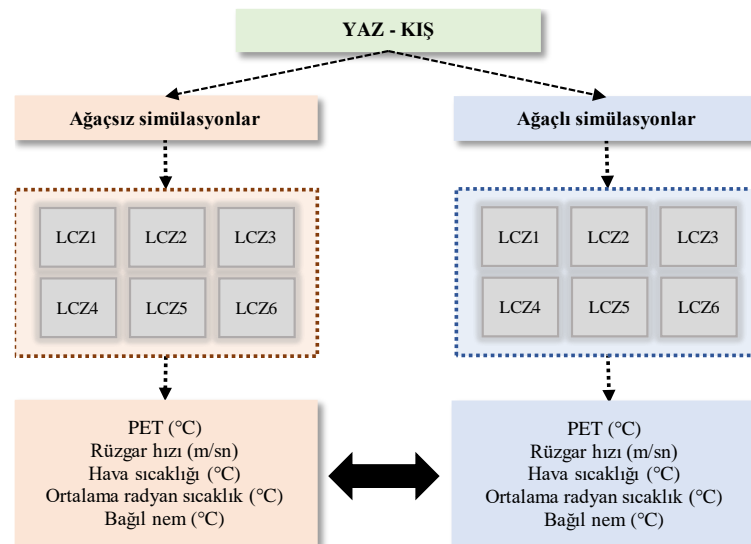 YAZ - KIŞ
Ağaçsız simülasyonlar
Ağaçlı simülasyonlar
LCZ1 LCZ2 LCZ3
LCZ4 LCZ5 LCZ6
LCZ1 LCZ2 LCZ3
LCZ4 LCZ5 LCZ6
PET (°C)
Rüzgar hızı (m/sn)
Hava sıcaklığı (°C)
Ortalama radyan sıcaklık (°C)
Bağıl nem (°C)
PET (°C)
Rüzgar hızı (m/sn)
Hava sıcaklığı (°C)
Ortalama radyan sıcaklık (°C)
Bağıl nem (°C)